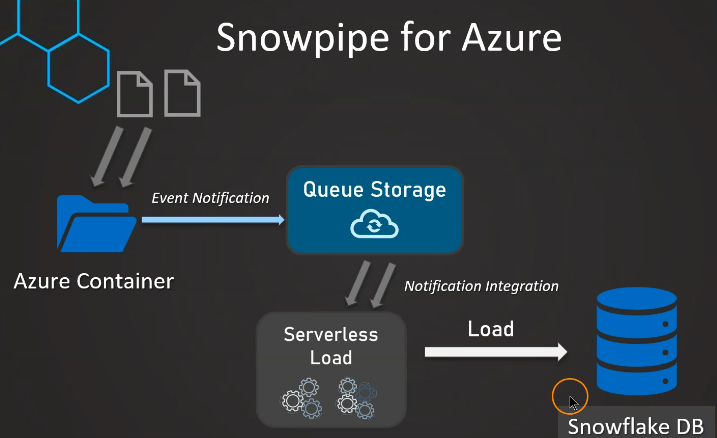 Snowpipe for Azure
Event Notification
Queue Storage
Azure Container
Notification Integration
Serverless
Load
Load
Snowflake DB